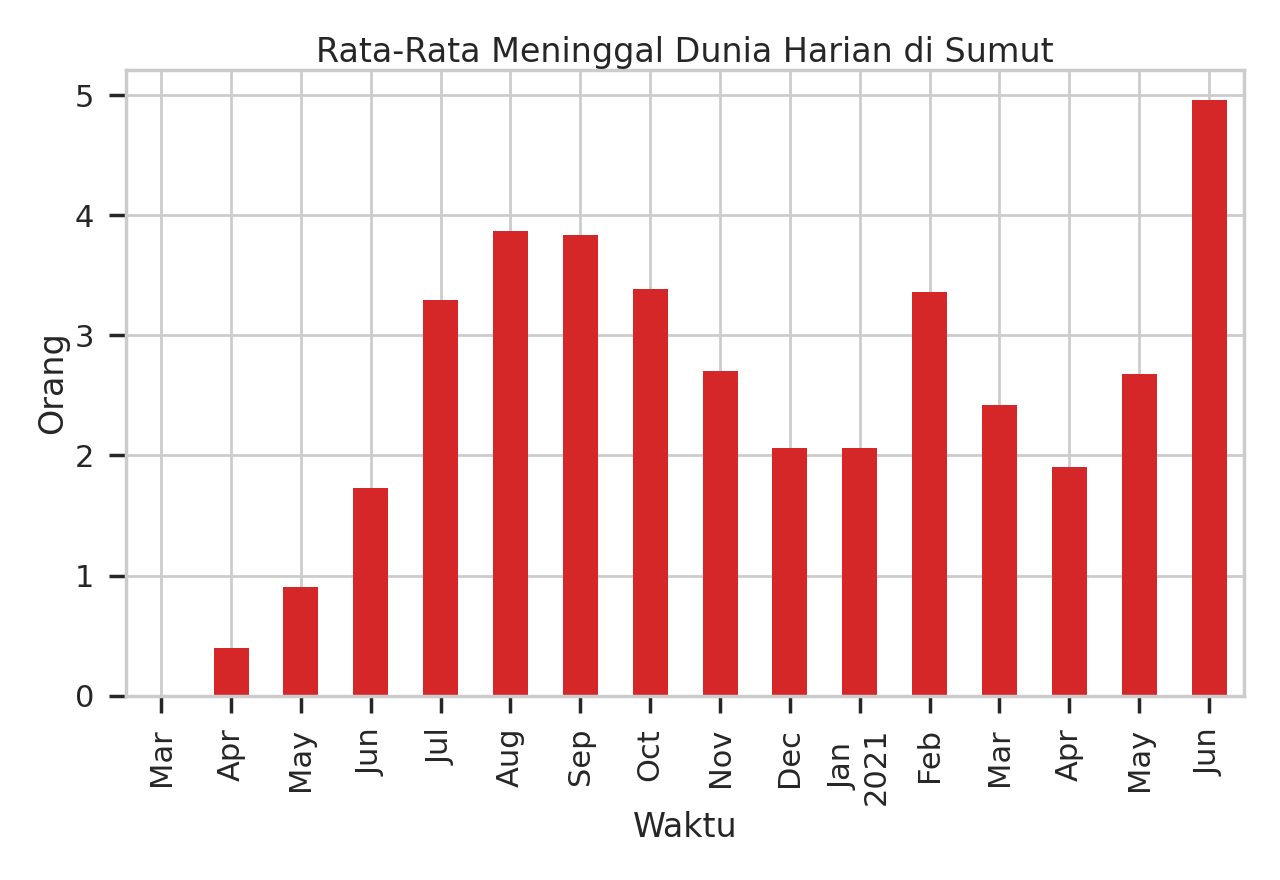 Rata-Rata Meninggal Dunia Harian di Sumut
Orang
5
4
3
2
1
0
Mar
Apr
May
Jun
Jul
Aug
Sep
Oct
Nov
Dec
Jan
2021
Feb
Mar
Apr
May
Jun
Waktu